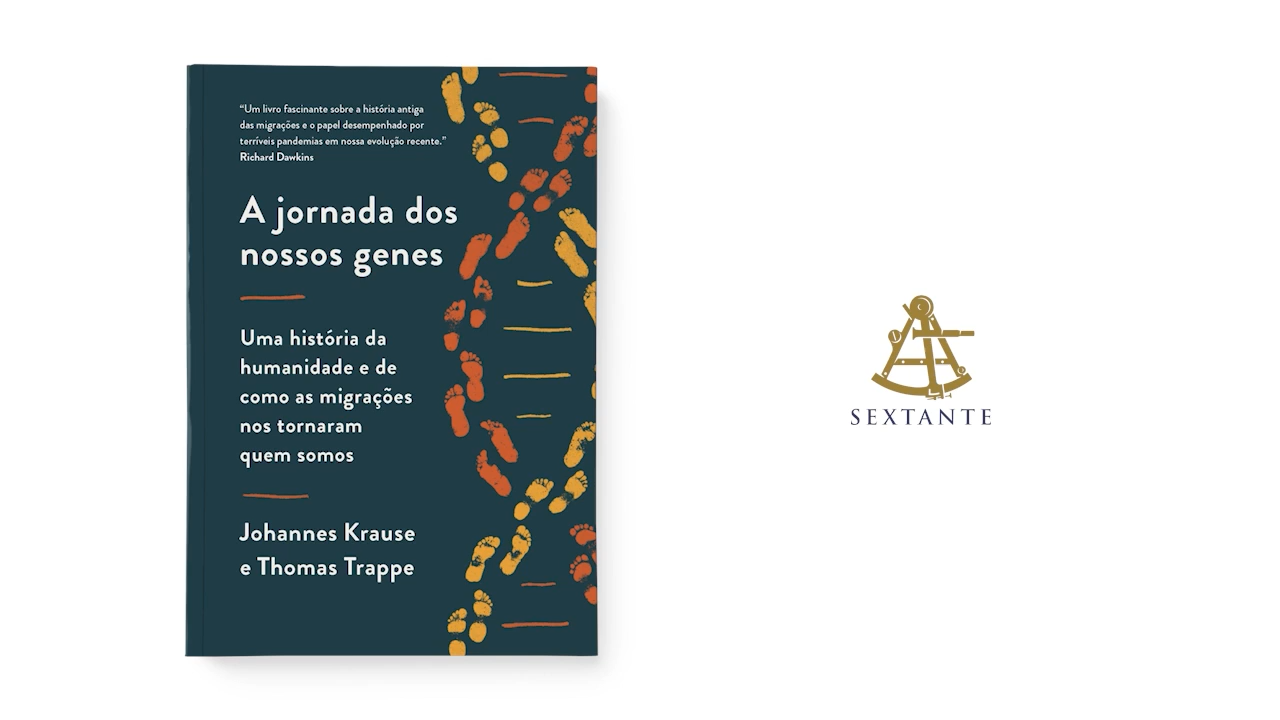 “Um livro fascinante sobre a história antiga
das migrações e o papel desempenhado por
terríveis pandemias em nossa evolução recente.”
Richard Dawkins
A jornada dos
nossos genes
Uma história da
humanidade e de
como as migrações
nos tornaram
quem somos
Johannes Krause
e Thomas Trappe
SEXTANTE